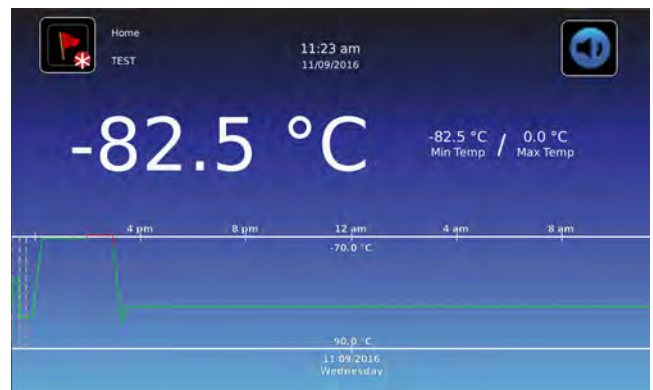 Home
TEST
11:23 am
11/09/2016
-82.5 °C
-82.5 °C / 0.0 °C
Min Temp Max Temp
4 pm 8 pm 12 am 4 am 8 am
-70.0 °C
-90.0 °C
11/09/2016
Wednesday